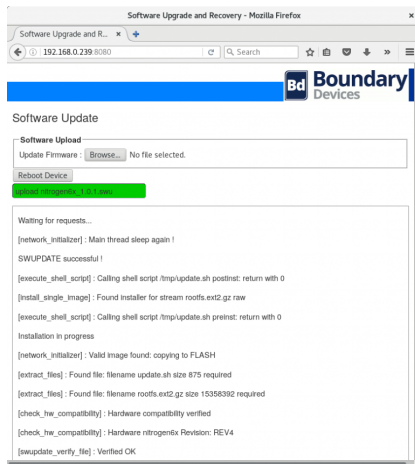 Software Upgrade and Recovery - Mozilla Firefox
Software Upgrade and R...
192.168.0.239:8080
Search
Bd Boundary
Devices
Software Update
Software Upload
Update Firmware : Browse... No file selected.
Reboot Device
upload nitrogen6x_1.0.1.swu
Waiting for requests...
[network_initializer] : Main thread sleep again !
SWUPDATE successful !
[execute_shell_script] : Calling shell script /tmp/update.sh postinst: return with 0
[install_single_image] : Found installer for stream rootfs.ext2.gz raw
[execute_shell_script] : Calling shell script /tmp/update.sh preinst: return with 0
Installation in progress
[network_initializer] : Valid image found: copying to FLASH
[extract_files] : Found file: filename update.sh size 875 required
[extract_files] : Found file: filename rootfs.ext2.gz size 15358392 required
[check_hw_compatibility] : Hardware compatibility verified
[check_hw_compatibility] : Hardware nitrogen6x Revision: REV4
[swupdate_verify_file] : Verified OK